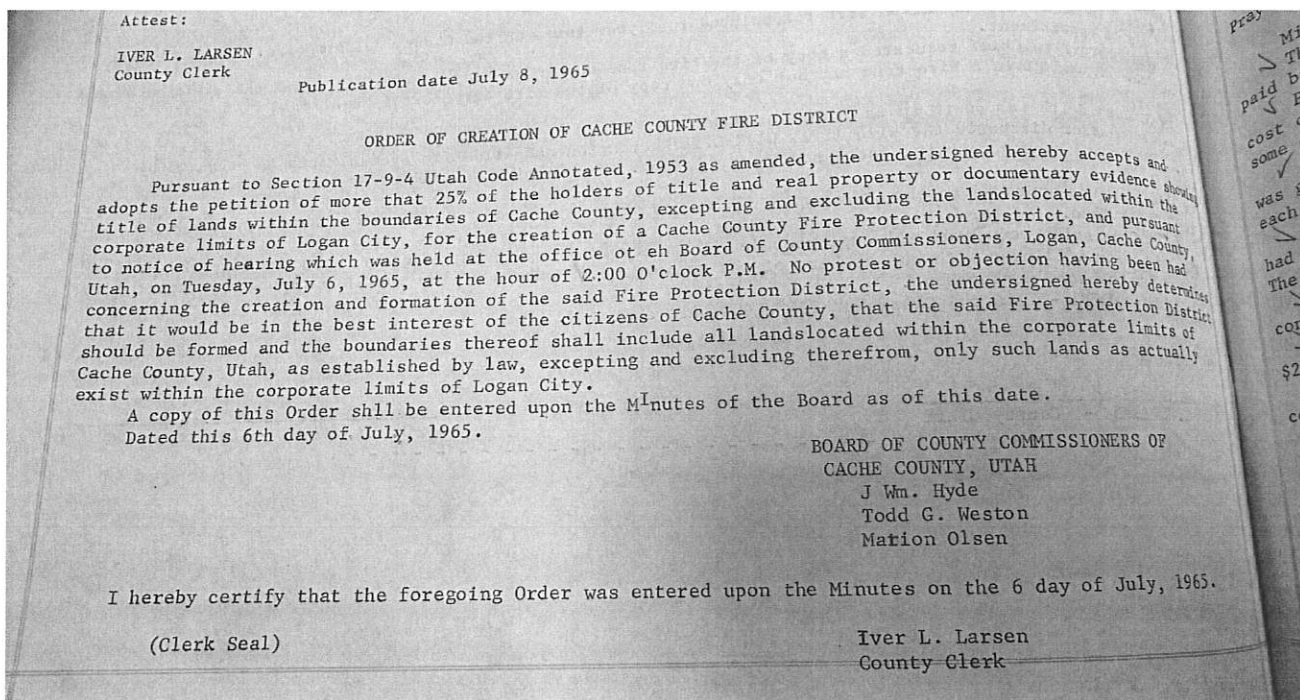 Attest:
IVER L. LARSEN
County Clerk
Publication date July 8, 1965
ORDER OF CREATION OF CACHE COUNTY FIRE DISTRICT
Pursuant to Section 17-9-4 Utah Code Annotated, 1953 as amended, the undersigned hereby accepts and
adopts the petition of more that 25% of the holders of title and real property or documentary evidence showing
title of lands within the boundaries of Cache County, excepting and excluding the landslocated within the
corporate limits of Logan City, for the creation of a Cache County Fire Protection District, and pursuant
to notice of hearing which was held at the office ot eh Board of County Commissioners, Logan, Cache County,
Utah, on Tuesday, July 6, 1965, at the hour of 2:00 O'clock P.M. No protest or objection having been had
concerning the creation and formation of the said Fire Protection District, the undersigned hereby determines
that it would be in the best interest of the citizens of Cache County, that the said Fire Protection District
should be formed and the boundaries thereof shall include all landslocated within the corporate limits of
Cache County, Utah, as established by law, excepting and excluding therefrom, only such lands as actually
exist within the corporate limits of Logan City.
A copy of this Order shll be entered upon the MInutes of the Board as of this date.
Dated this 6th day of July, 1965.
BOARD OF COUNTY COMMISSIONERS OF
CACHE COUNTY, UTAH
J Wm. Hyde
Todd G. Weston
Marion Olsen
I hereby certify that the foregoing Order was entered upon the Minutes on the 6 day of July, 1965.
(Clerk Seal)
Iver L. Larsen
County Clerk
pray
paid
cost
some
was
each
had
The